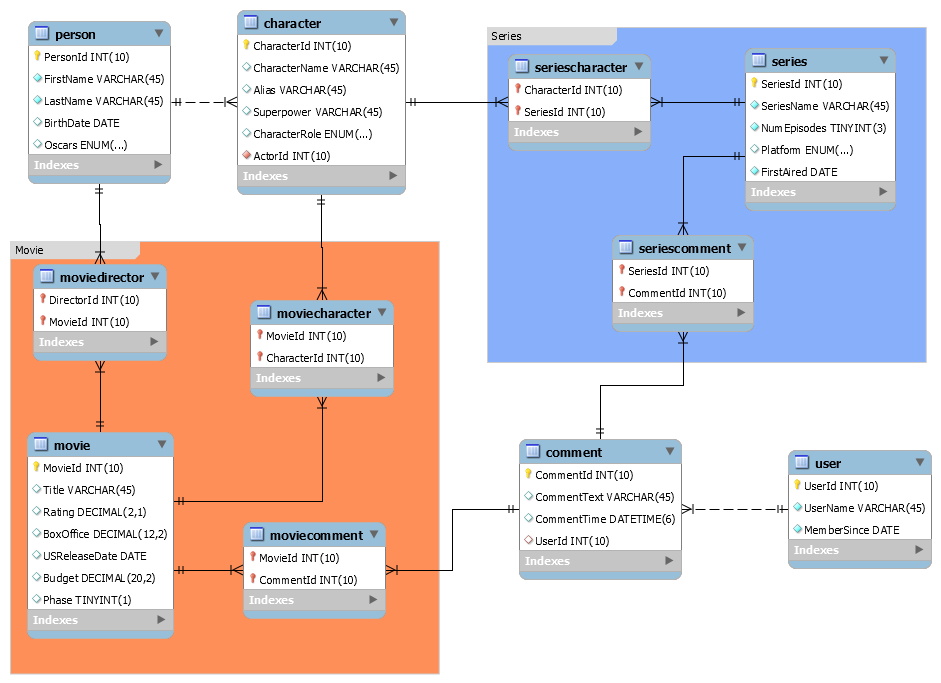 person
PersonId INT(10)
FirstName VARCHAR(45)
LastName VARCHAR(45)
BirthDate DATE
Oscars ENUM(...)
Indexes
character
CharacterId INT(10)
CharacterName VARCHAR(45)
Alias VARCHAR(45)
Superpower VARCHAR(45)
CharacterRole ENUM(...)
ActorId INT(10)
Indexes
Series
seriescharacter
CharacterId INT(10)
SeriesId INT(10)
Indexes
series
SeriesId INT(10)
SeriesName VARCHAR(45)
NumEpisodes TINYINT(3)
Platform ENUM(...)
FirstAired DATE
Indexes
seriescomment
SeriesId INT(10)
CommentId INT(10)
Indexes
Movie
moviedirector
DirectorId INT(10)
MovieId INT(10)
Indexes
moviecharacter
MovieId INT(10)
CharacterId INT(10)
Indexes
movie
MovieId INT(10)
Title VARCHAR(45)
Rating DECIMAL(2,1)
BoxOffice DECIMAL(12,2)
USReleaseDate DATE
Budget DECIMAL(20,2)
Phase TINYINT(1)
Indexes
moviecomment
MovieId INT(10)
CommentId INT(10)
Indexes
comment
CommentId INT(10)
CommentText VARCHAR(45)
CommentTime DATETIME(6)
UserId INT(10)
Indexes
user
UserId INT(10)
UserName VARCHAR(45)
MemberSince DATE
Indexes